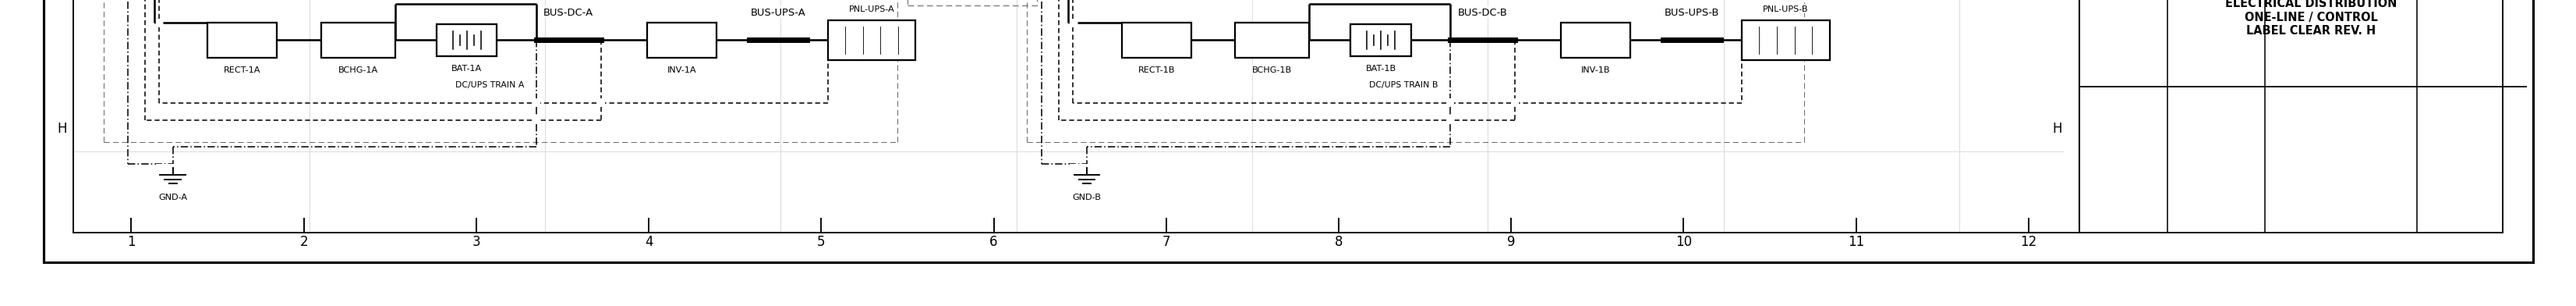 PNL-UPS-A
PNL-UPS-B
BUS-DC-A BUS-UPS-A
BUS-DC-B BUS-UPS-B
ELECTRICAL DISTRIBUTION
ONE-LINE / CONTROL
LABEL CLEAR REV. H
RECT-1A BCHG-1A BAT-1A INV-1A
DC/UPS TRAIN A
RECT-1B BCHG-1B BAT-1B INV-1B
DC/UPS TRAIN B
H H
GND-A GND-B
1 2 3 4 5 6 7 8 9 10 11 12